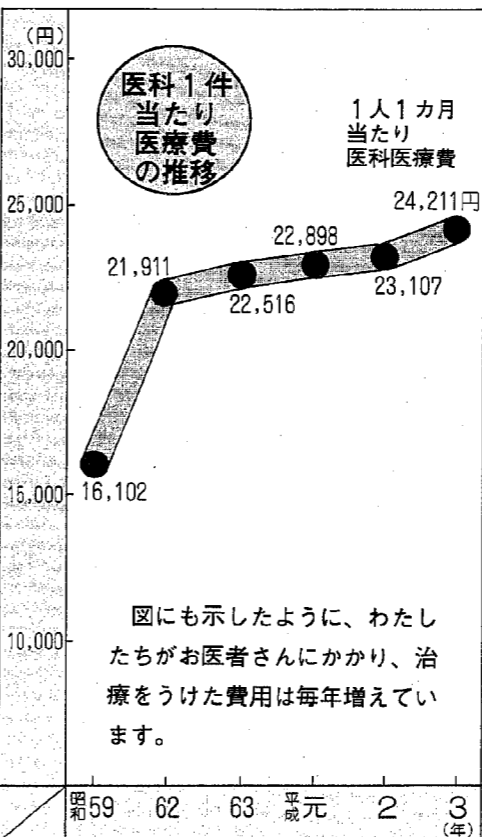 (円)
30,000
25,000
20,000
15,000
10,000
医科1件
当たり
医療費
の推移
1人1カ月
当たり
医科医療費
16,102
21,911
22,516
22,898
23,107
24,211円
図にも示したように、わたし
たちがお医者さんにかかり、治
療をうけた費用は毎年増えてい
ます。
昭和59 62 63 平成元 2 3
(年)